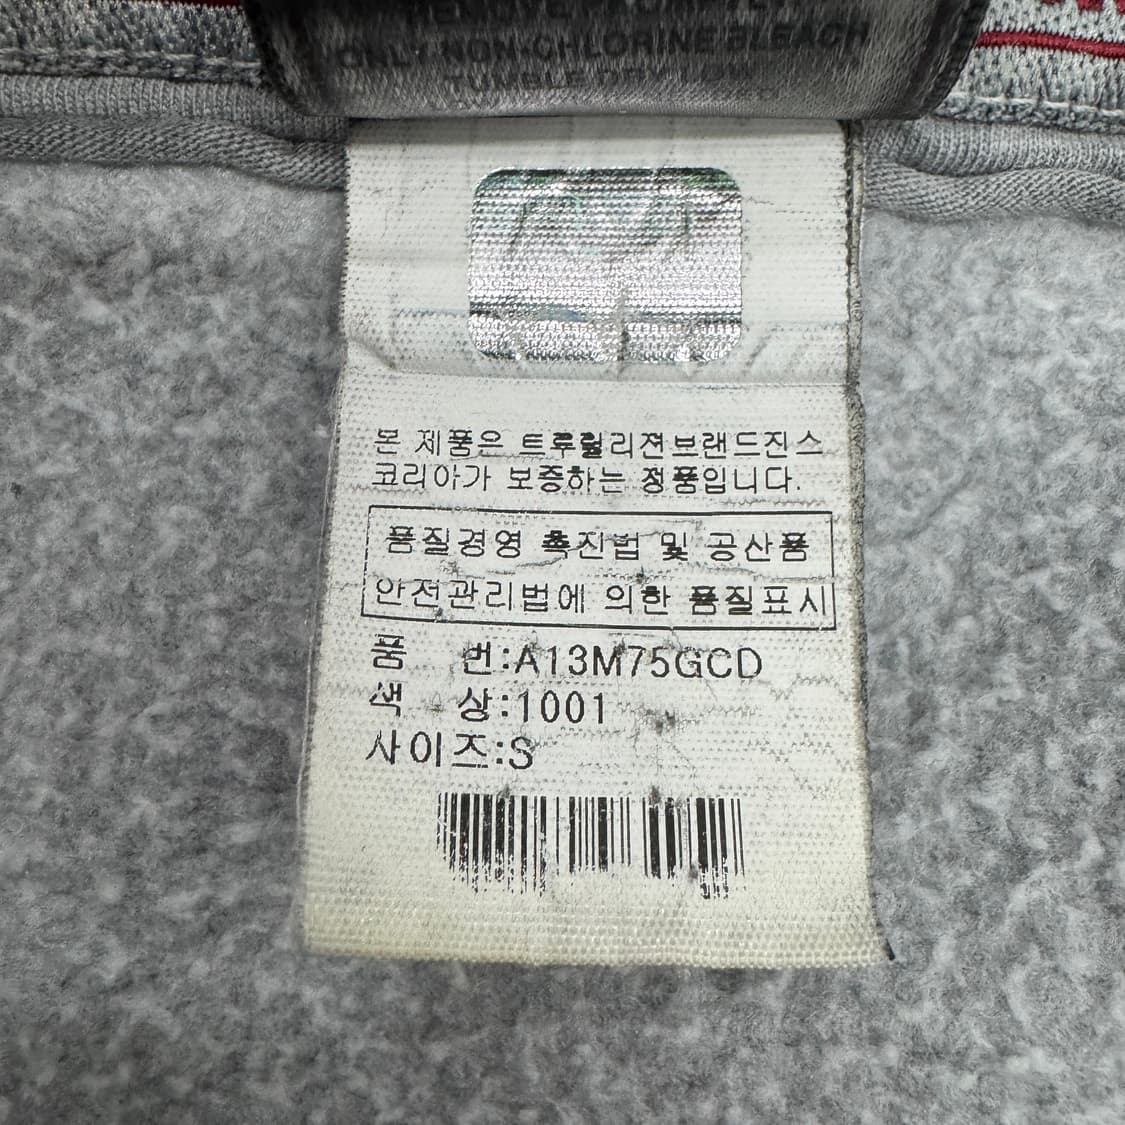 ONLY NON-CHLORINE BLEACH
TUMBLE DRY LOW
본 제품은 트루릴리젼브랜드진스
코리아가 보증하는 정품입니다.
품질경영 촉진법 및 공산품
안전관리법에 의한 품질표시
품 번:A13M75GCD
색 상:1001
사이즈:S